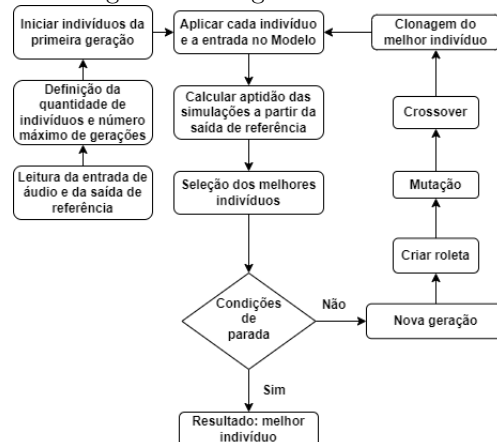 Iniciar indivíduos da
primeira geração
Aplicar cada indivíduo
e a entrada no Modelo
Clonagem do
melhor indivíduo
Definição da
quantidade de
indivíduos e número
máximo de gerações
Calcular aptidão das
simulações a partir da
saída de referência
Crossover
Leitura da entrada de
áudio e da saída de
referência
Seleção dos melhores
indivíduos
Mutação
Criar roleta
Condições
de
parada
Não
Nova geração
Sim
Resultado: melhor
indivíduo